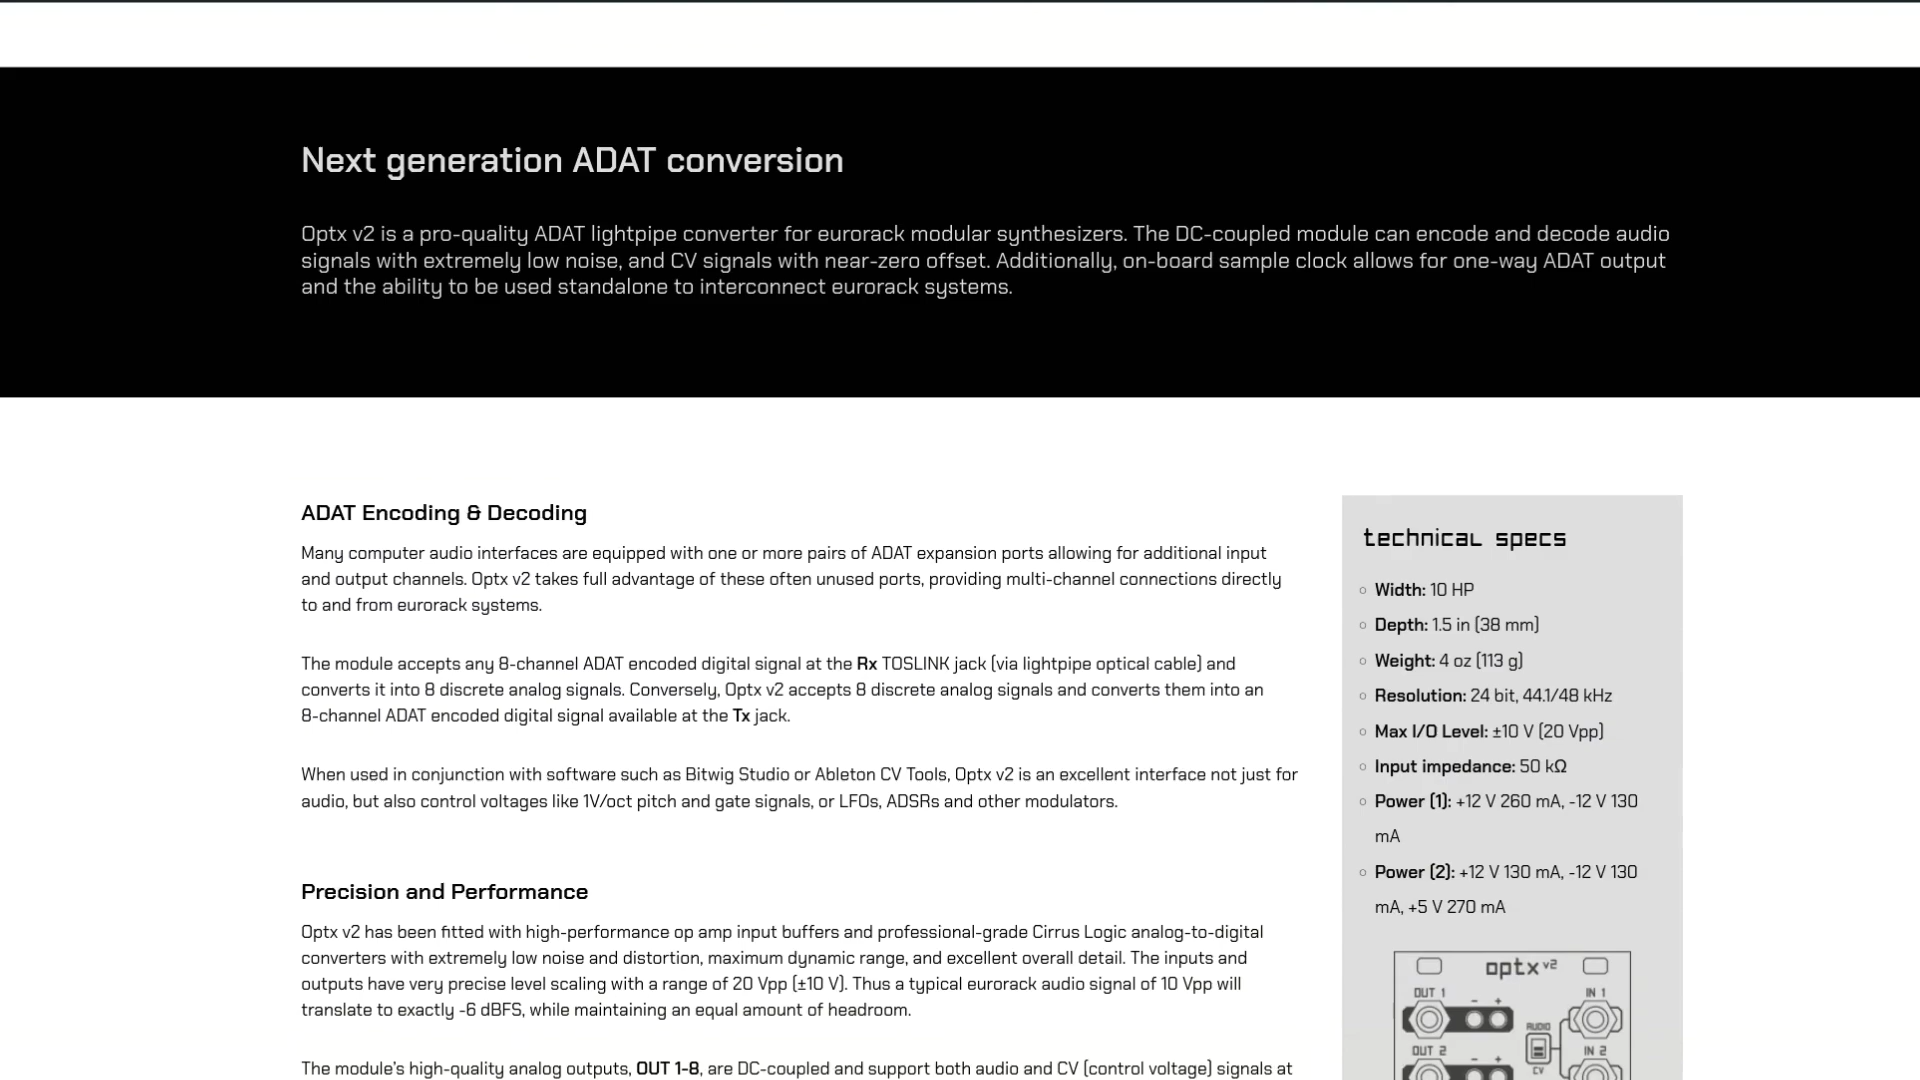 Next generation ADAT conversion
Optx v2 is a pro-quality ADAT lightpipe converter for eurorack modular synthesizers. The DC-coupled module can encode and decode audio
signals with extremely low noise, and CV signals with near-zero offset. Additionally, on-board sample clock allows for one-way ADAT output
and the ability to be used standalone to interconnect eurorack systems.
ADAT Encoding & Decoding
Many computer audio interfaces are equipped with one or more pairs of ADAT expansion ports allowing for additional input
and output channels. Optx v2 takes full advantage of these often unused ports, providing multi-channel connections directly
to and from eurorack systems.
The module accepts any 8-channel ADAT encoded digital signal at the Rx TOSLINK jack (via lightpipe optical cable) and
converts it into 8 discrete analog signals. Conversely, Optx v2 accepts 8 discrete analog signals and converts them into an
8-channel ADAT encoded digital signal available at the Tx jack.
When used in conjunction with software such as Bitwig Studio or Ableton CV Tools, Optx v2 is an excellent interface not just for
audio, but also control voltages like 1V/oct pitch and gate signals, or LFOs, ADSRs and other modulators.
Precision and Performance
Optx v2 has been fitted with high-performance op amp input buffers and professional-grade Cirrus Logic analog-to-digital
converters with extremely low noise and distortion, maximum dynamic range, and excellent overall detail. The inputs and
outputs have very precise level scaling with a range of 20 Vpp (±10 V). Thus a typical eurorack audio signal of 10 Vpp will
translate to exactly -6 dBFS, while maintaining an equal amount of headroom.
The module's high-quality analog outputs, OUT 1-8, are DC-coupled and support both audio and CV (control voltage) signals at
technical specs
Width: 10 HP
Depth: 1.5 in (38 mm)
Weight: 4 oz (113 g)
Resolution: 24 bit, 44.1/48 kHz
Max I/O Level: ±10 V (20 Vpp)
Input impedance: 50 kΩ
Power (1): +12 V 260 mA, -12 V 130
mA
Power (2): +12 V 130 mA, -12 V 130
mA, +5 V 270 mA
optx v2
OUT 1 - + IN 1
AUDIO
OUT 2 - + IN 2
CV